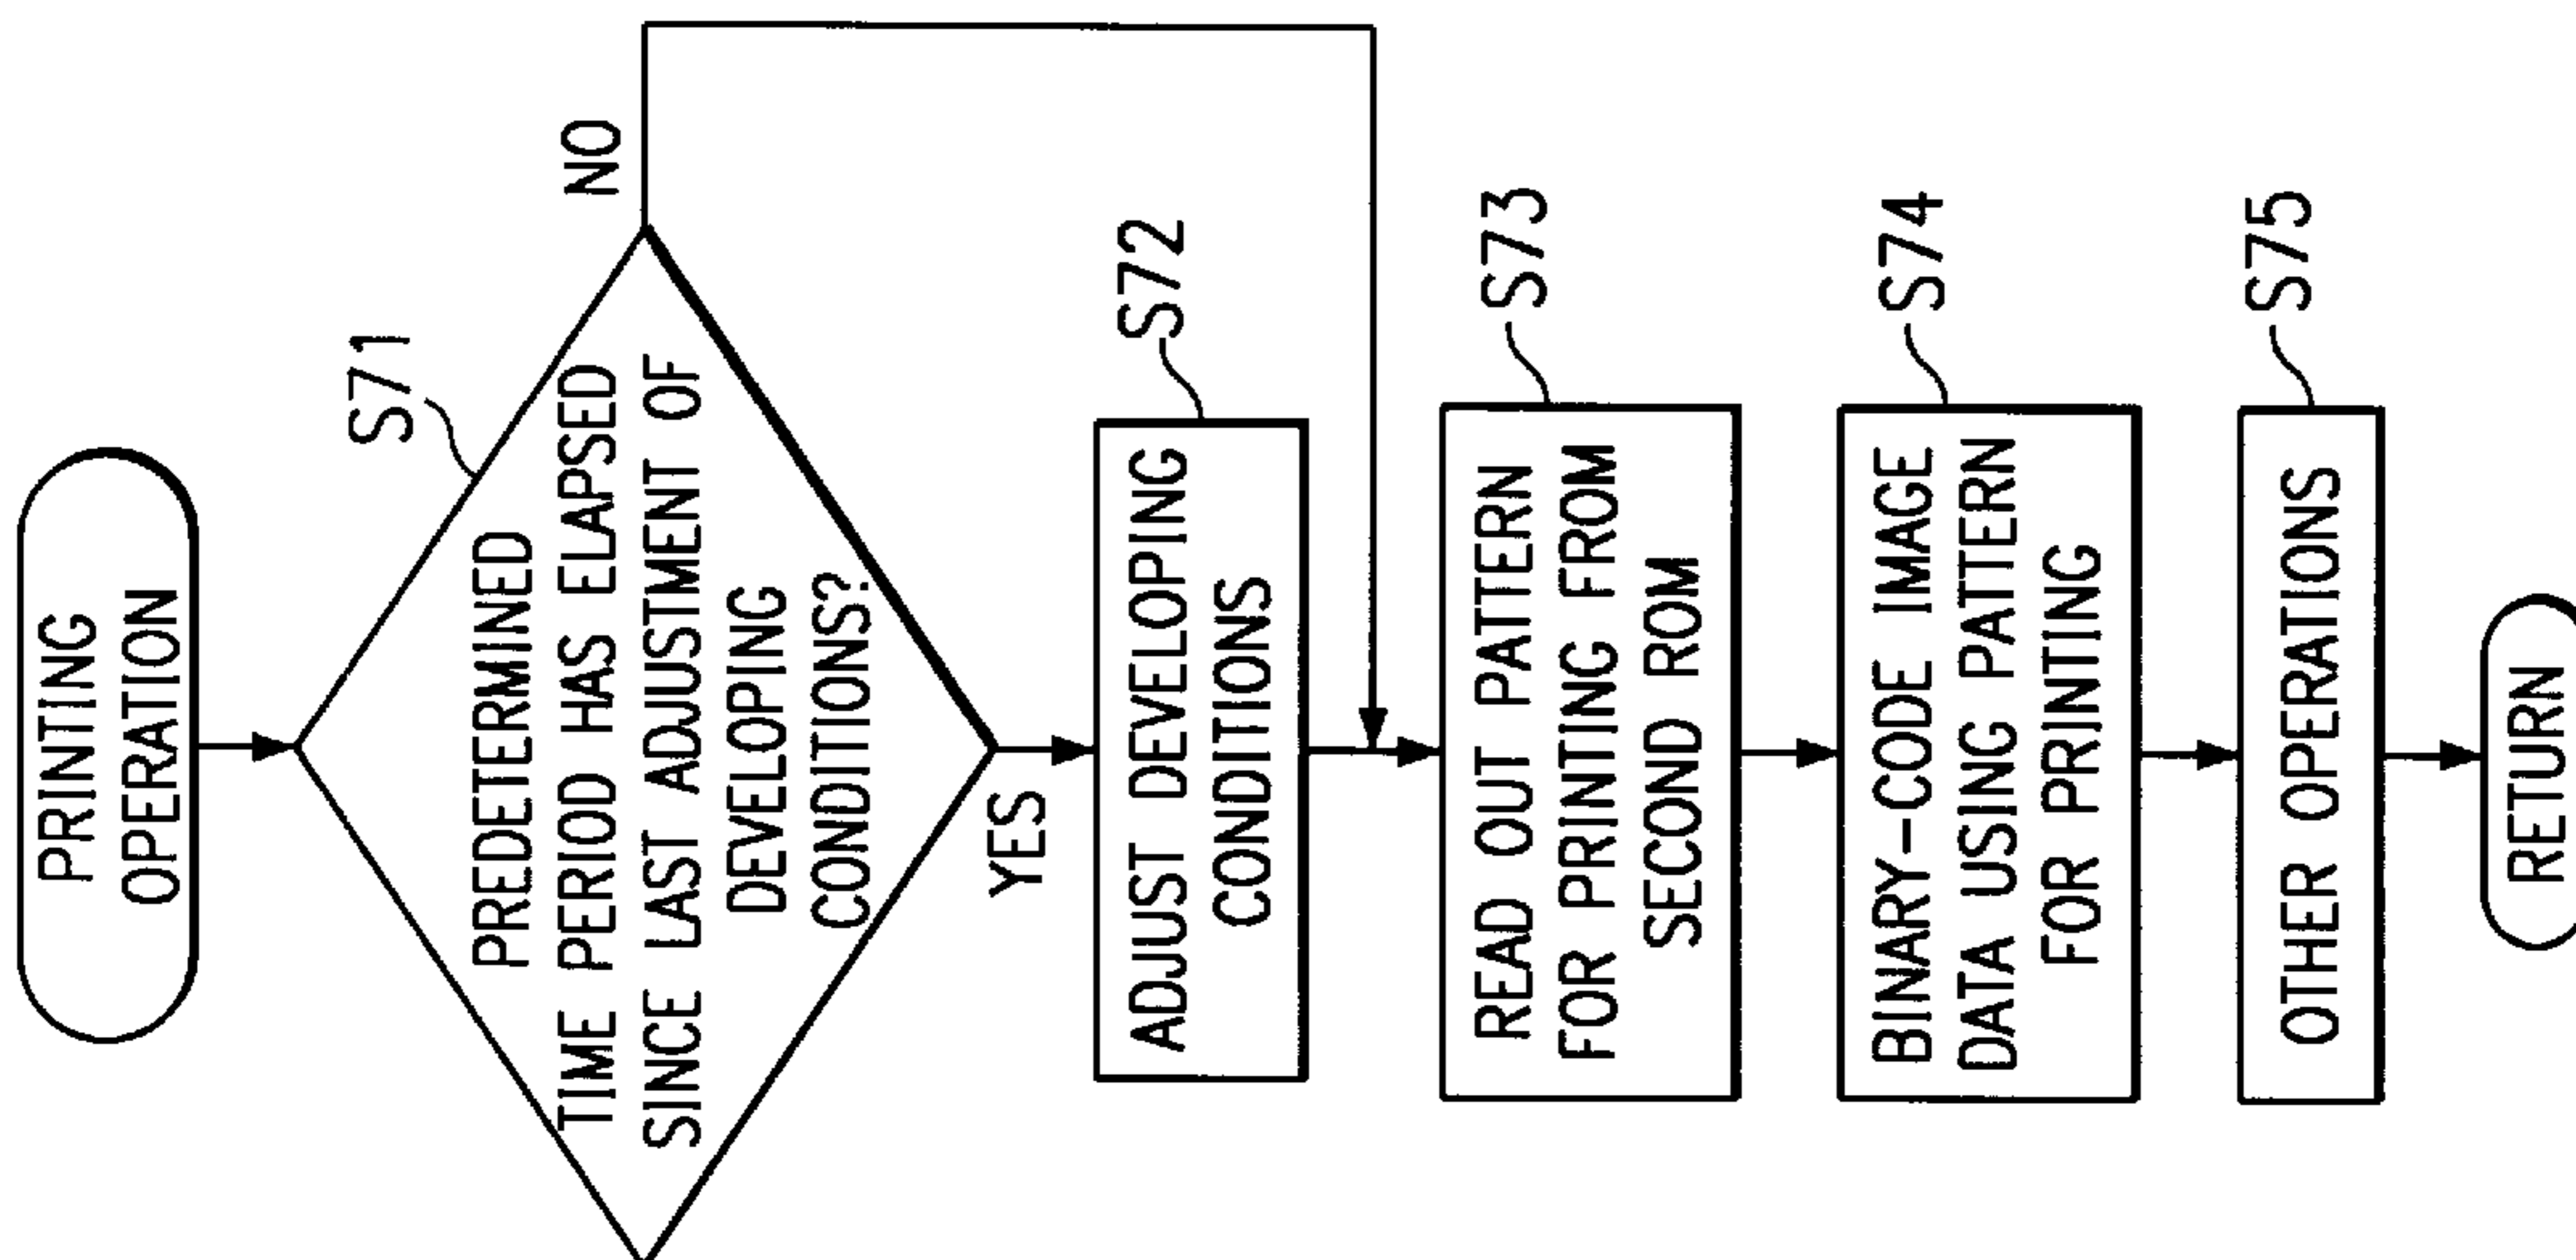 PRINTING
OPERATION
S71
PREDETERMINED
TIME PERIOD HAS ELAPSED
SINCE LAST ADJUSTMENT OF
DEVELOPING
CONDITIONS?
NO
YES
S72
ADJUST DEVELOPING
CONDITIONS
S73
READ OUT PATTERN
FOR PRINTING FROM
SECOND ROM
S74
BINARY-CODE IMAGE
DATA USING PATTERN
FOR PRINTING
S75
OTHER OPERATIONS
RETURN